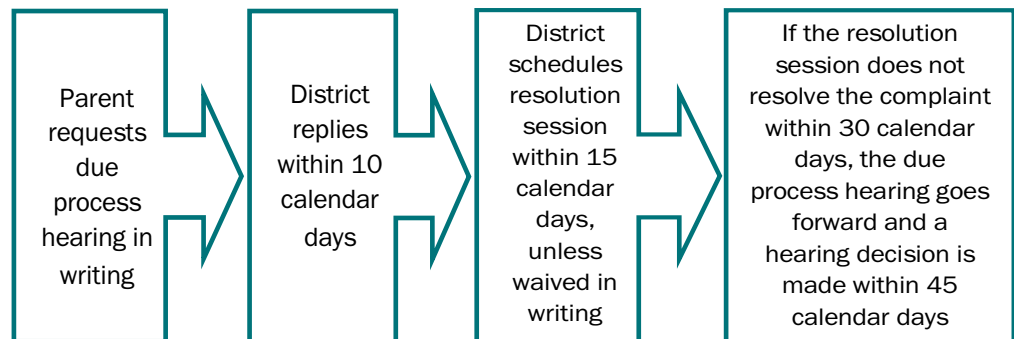 Parent
requests
due
process
hearing in
writing
District
replies
within 10
calendar
days
District
schedules
resolution
session
within 15
calendar
days,
unless
waived in
writing
If the resolution
session does not
resolve the complaint
within 30 calendar
days, the due
process hearing goes
forward and a
hearing decision is
made within 45
calendar days